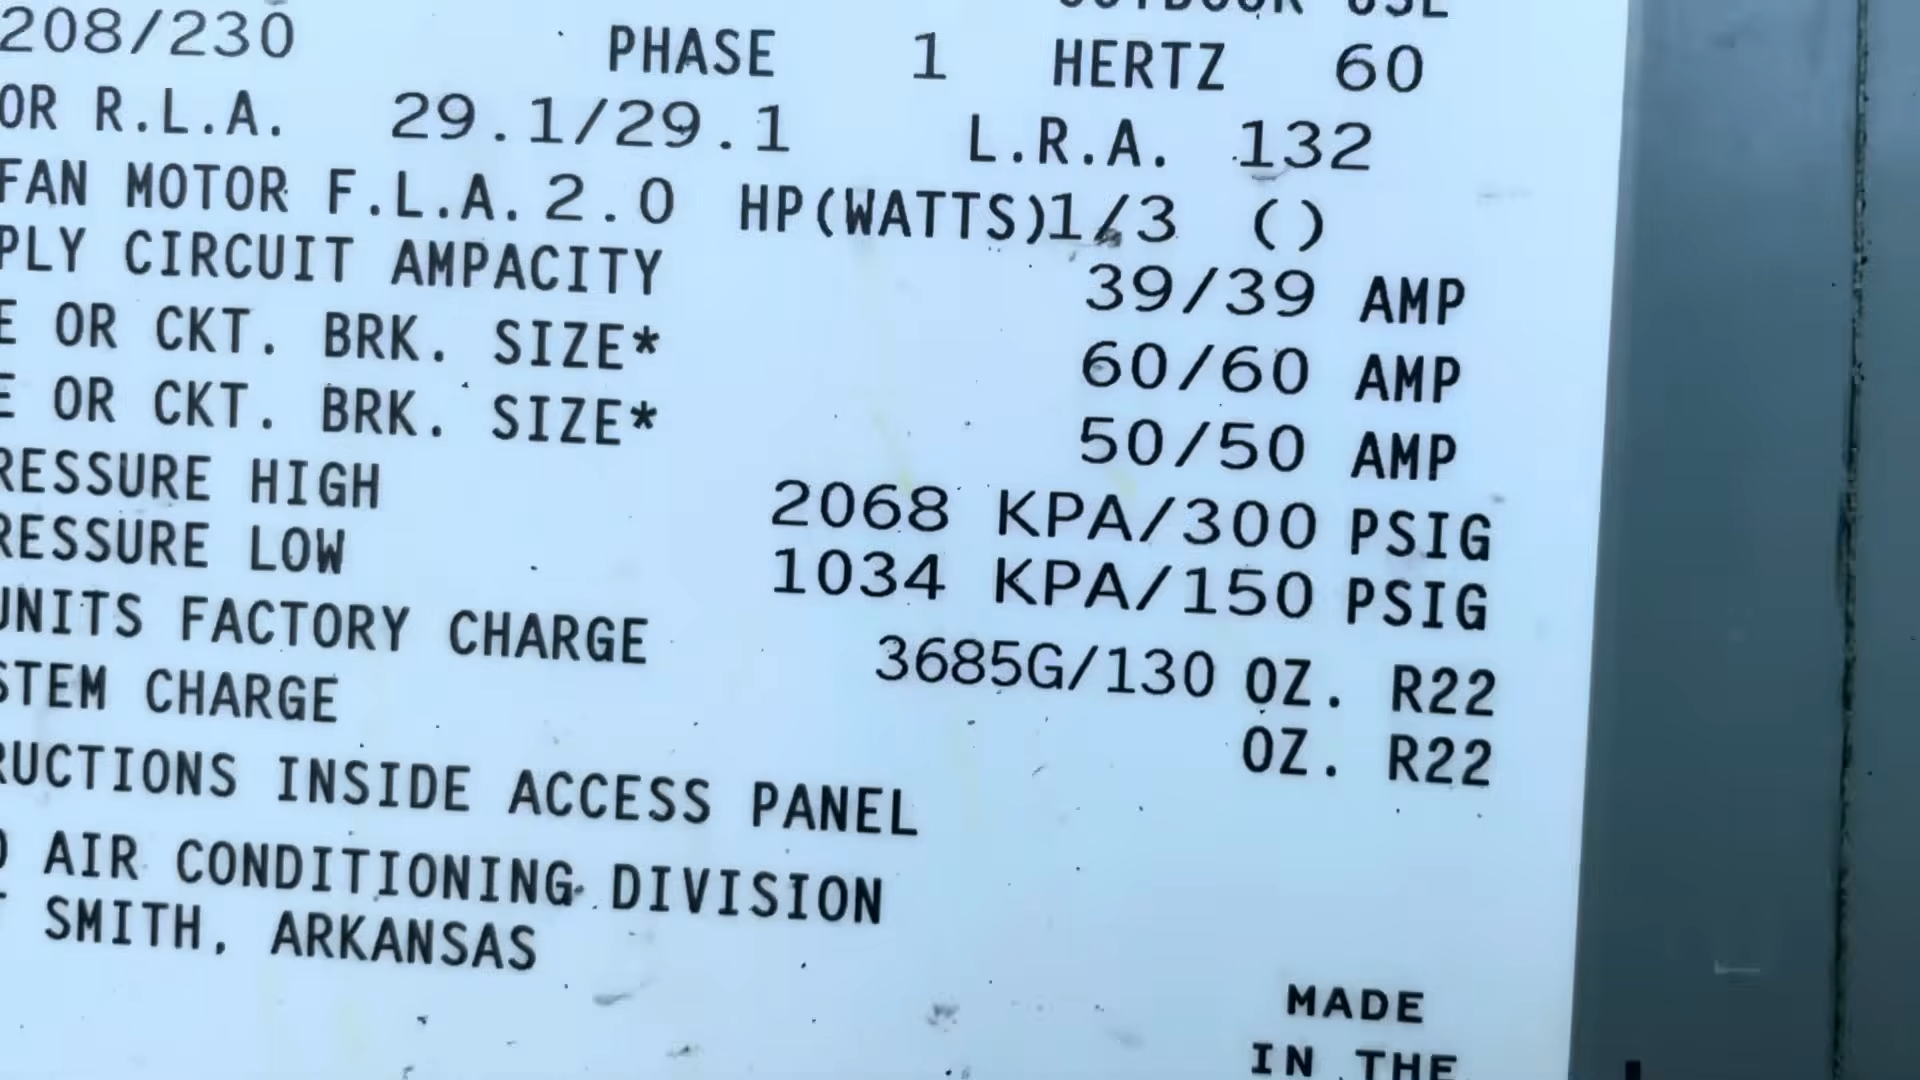 OUTDOOR USE
208/230 PHASE 1 HERTZ 60
OR R.L.A. 29.1/29.1 L.R.A. 132
FAN MOTOR F.L.A. 2.0 HP(WATTS)1/3 ()
PLY CIRCUIT AMPACITY 39/39 AMP
E OR CKT. BRK. SIZE* 60/60 AMP
E OR CKT. BRK. SIZE* 50/50 AMP
RESSURE HIGH 2068 KPA/300 PSIG
RESSURE LOW 1034 KPA/150 PSIG
UNITS FACTORY CHARGE 3685G/130 OZ. R22
STEM CHARGE OZ. R22
RUCTIONS INSIDE ACCESS PANEL
AIR CONDITIONING DIVISION
SMITH, ARKANSAS
MADE
IN THE